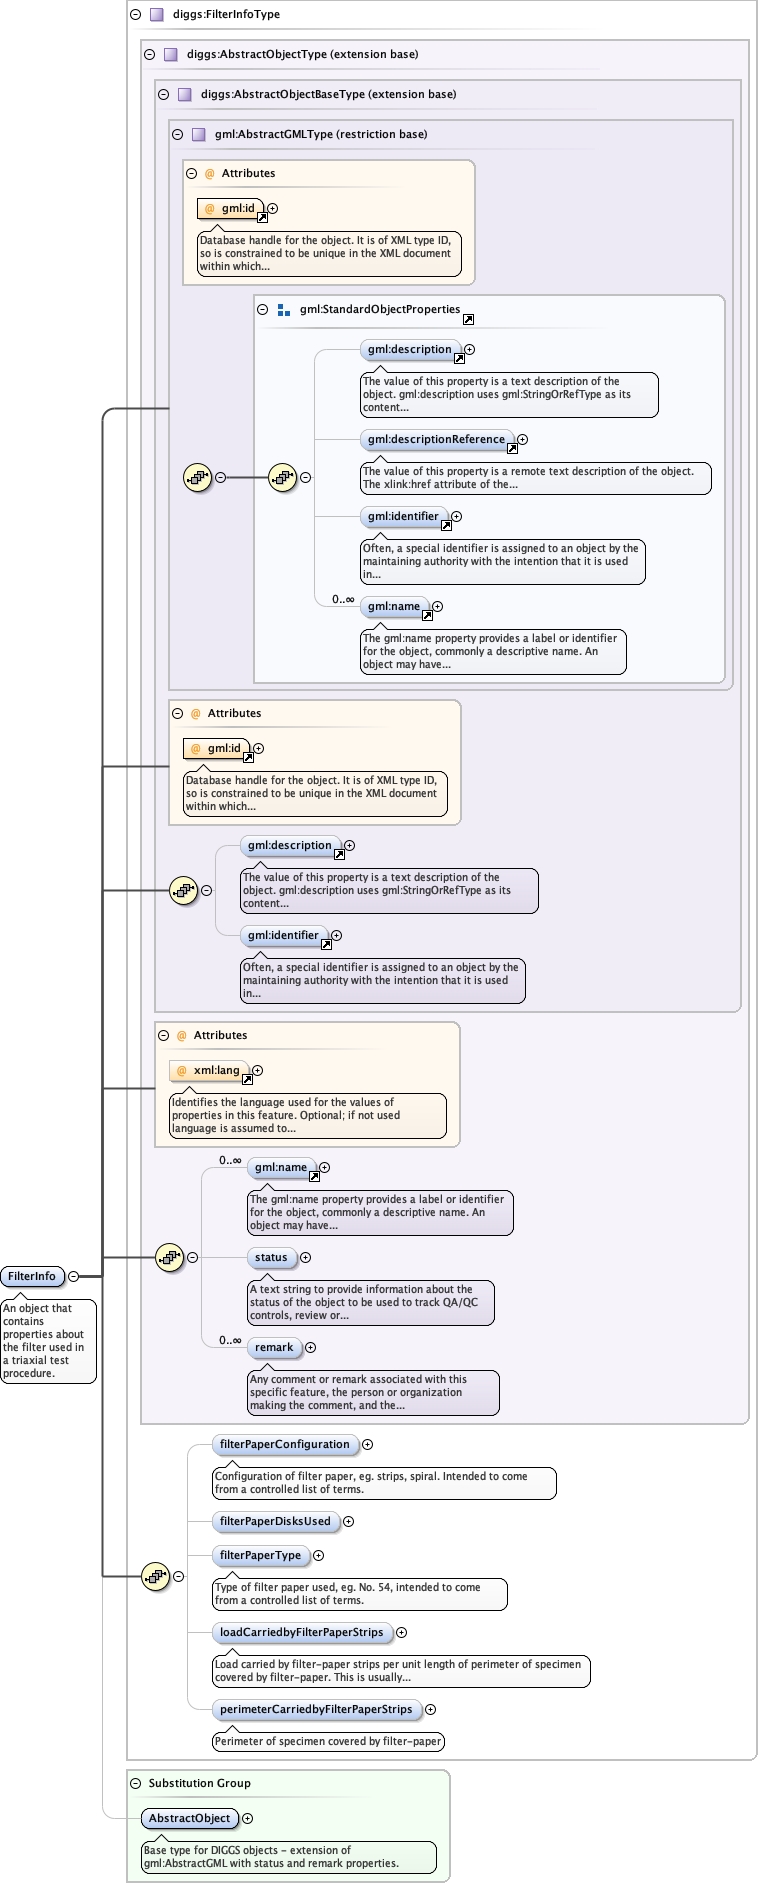 diggs:FilterInfoType
diggs:AbstractObjectType (extension base)
diggs:AbstractObjectBaseType (extension base)
gml:AbstractGMLType (restriction base)
@ Attributes
@ gml:id
Database handle for the object. It is of XML type ID,
so is constrained to be unique in the XML document
within which...
gml:StandardObjectProperties
gml:description
The value of this property is a text description of the
object. gml:description uses gml:StringOrRefType as its
content...
gml:descriptionReference
The value of this property is a remote text description of the object.
The xlink:href attribute of the...
gml:identifier
Often, a special identifier is assigned to an object by the
maintaining authority with the intention that it is used
in...
0..∞
gml:name
The gml:name property provides a label or identifier
for the object, commonly a descriptive name. An
object may have...
@ Attributes
@ gml:id
Database handle for the object. It is of XML type ID,
so is constrained to be unique in the XML document
within which...
gml:description
The value of this property is a text description of the
object. gml:description uses gml:StringOrRefType as its
content...
gml:identifier
Often, a special identifier is assigned to an object by the
maintaining authority with the intention that it is used
in...
@ Attributes
@ xml:lang
Identifies the language used for the values of
properties in this feature. Optional; if not used
language is assumed to...
0..∞
gml:name
The gml:name property provides a label or identifier
for the object, commonly a descriptive name. An
object may have...
status
A text string to provide information about the
status of the object to be used to track QA/QC
controls, review or...
0..∞
remark
Any comment or remark associated with this
specific feature, the person or organization
making the comment, and the...
FilterInfo
An object that
contains
properties about
the filter used in
a triaxial test
procedure.
filterPaperConfiguration
Configuration of filter paper, eg. strips, spiral. Intended to come
from a controlled list of terms.
filterPaperDisksUsed
filterPaperType
Type of filter paper used, eg. No. 54, intended to come
from a controlled list of terms.
loadCarriedbyFilterPaperStrips
Load carried by filter-paper strips per unit length of perimeter of specimen
covered by filter-paper. This is usually...
perimeterCarriedbyFilterPaperStrips
Perimeter of specimen covered by filter-paper
Substitution Group
AbstractObject
Base type for DIGGS objects - extension of
gml:AbstractGML with status and remark properties.